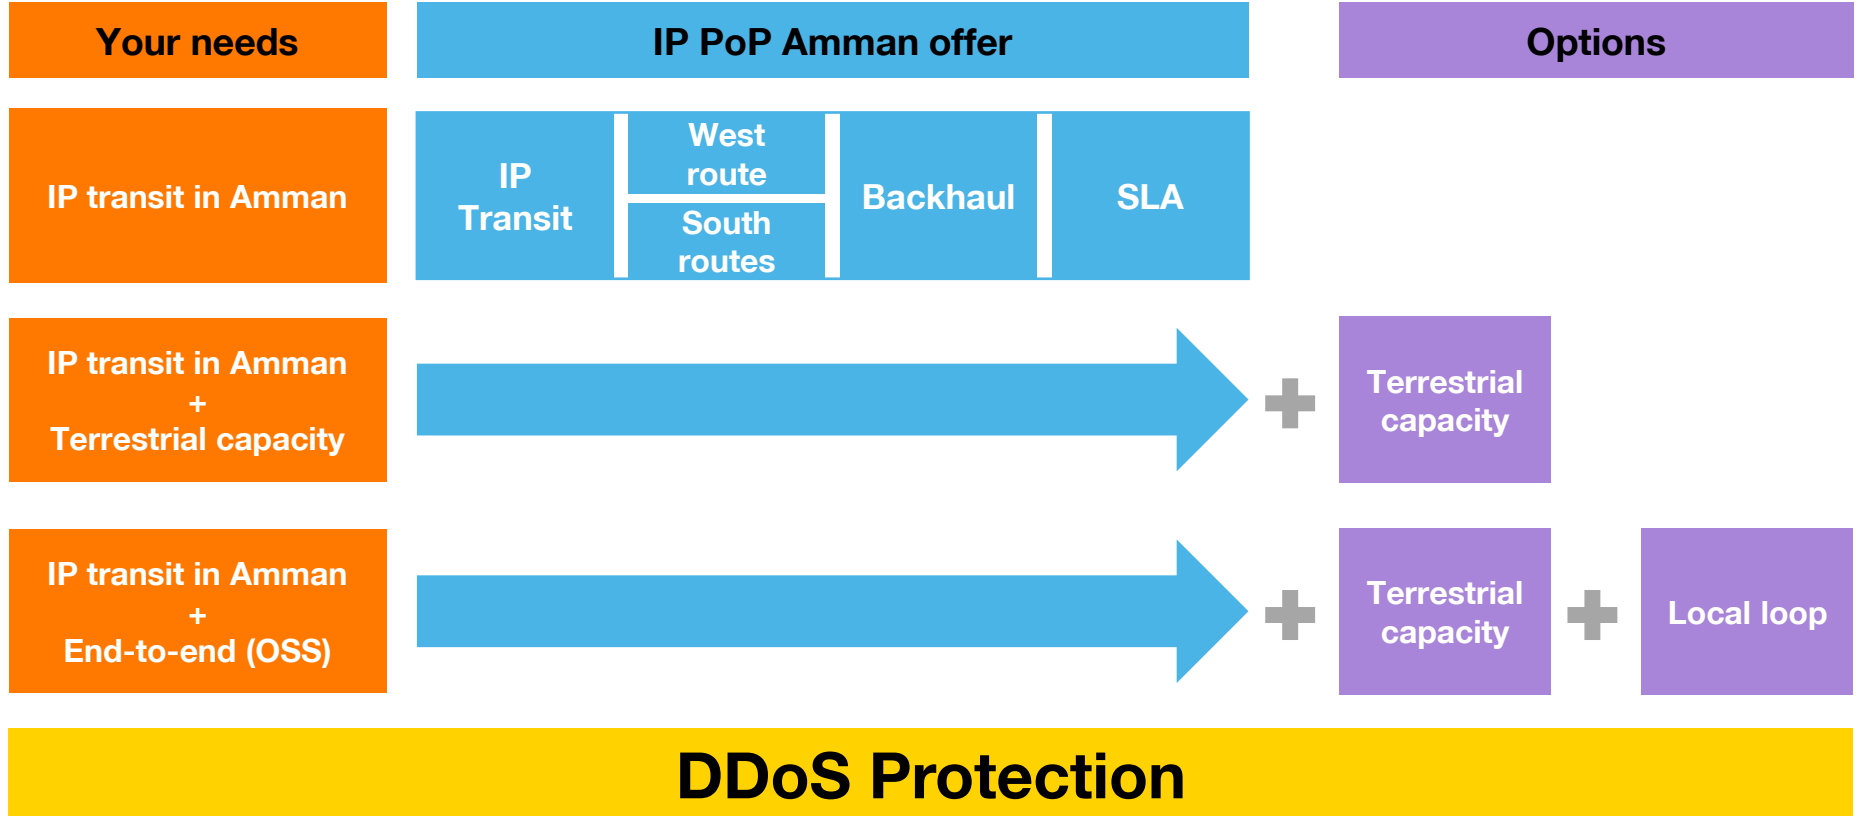 Your needs
IP PoP Amman offer
Options
IP transit in Amman
IP
Transit
West
route
South
routes
Backhaul
SLA
IP transit in Amman
+
Terrestrial capacity
Terrestrial
capacity
IP transit in Amman
+
End-to-end (OSS)
Terrestrial
capacity
Local loop
DDoS Protection